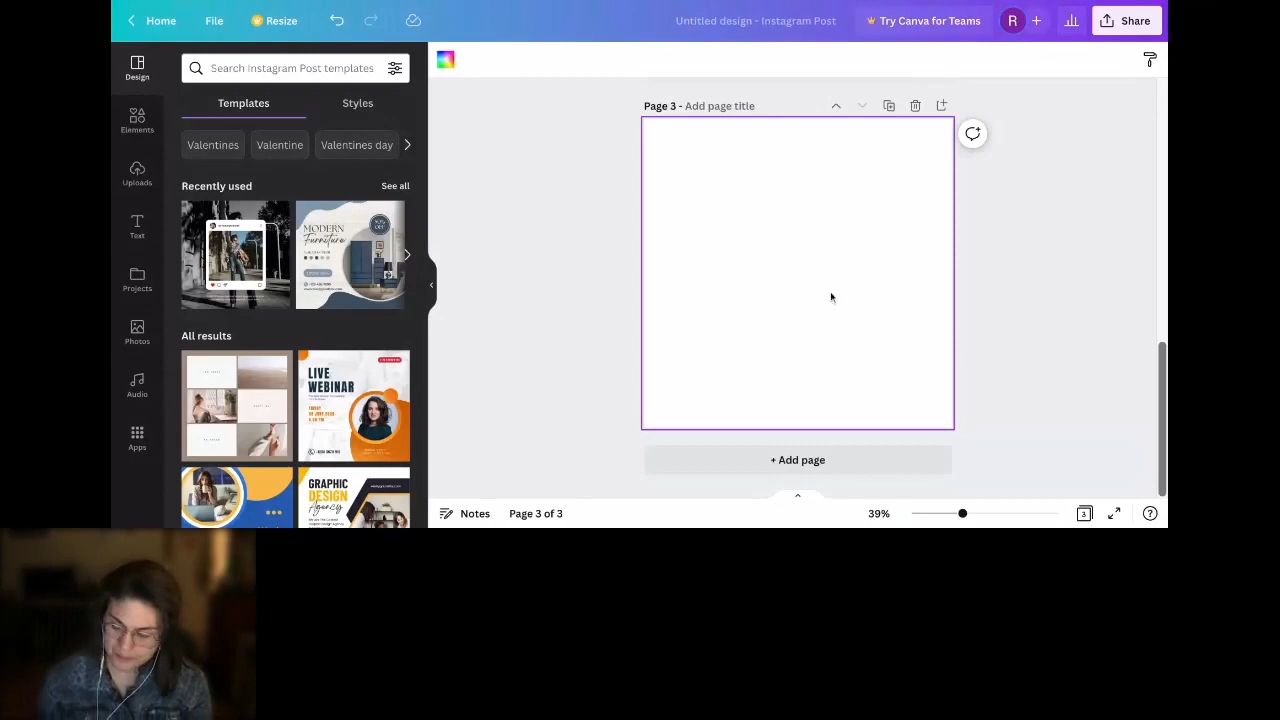 Home File Resize Untitled design - Instagram Post Try Canva for Teams R + Share
Design
Elements
Uploads
Text
Projects
Photos
Audio
Apps
Search Instagram Post templates
Templates Styles
Valentines Valentine Valentines day
Recently used See all
MODERN
Furniture
All results
LIVE
WEBINAR
GRAPHIC
DESIGN
Agency
Page 3 - Add page title
+ Add page
Notes Page 3 of 3 39% 3 ?